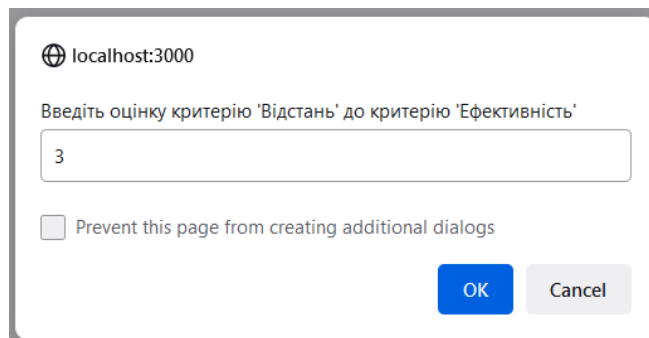 localhost:3000
Введіть оцінку критерію 'Відстань' до критерію 'Ефективність'
3
Prevent this page from creating additional dialogs
OK Cancel